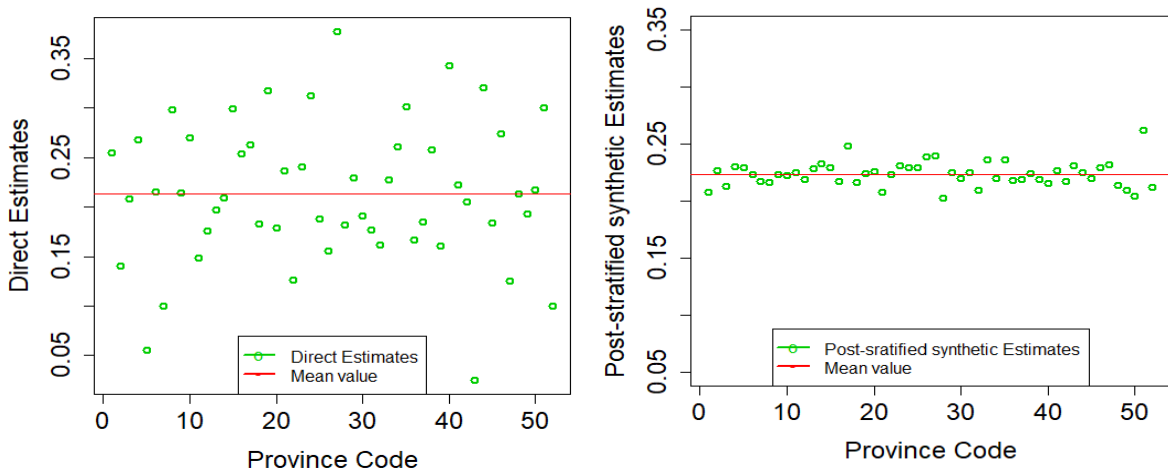 Direct Estimates
0.05 0.15 0.25 0.35
Direct Estimates
Mean value
0 10 20 30 40 50
Province Code
Post-stratified synthetic Estimates
0.05 0.15 0.25 0.35
Post-sratified synthetic Estimates
Mean value
0 10 20 30 40 50
Province Code